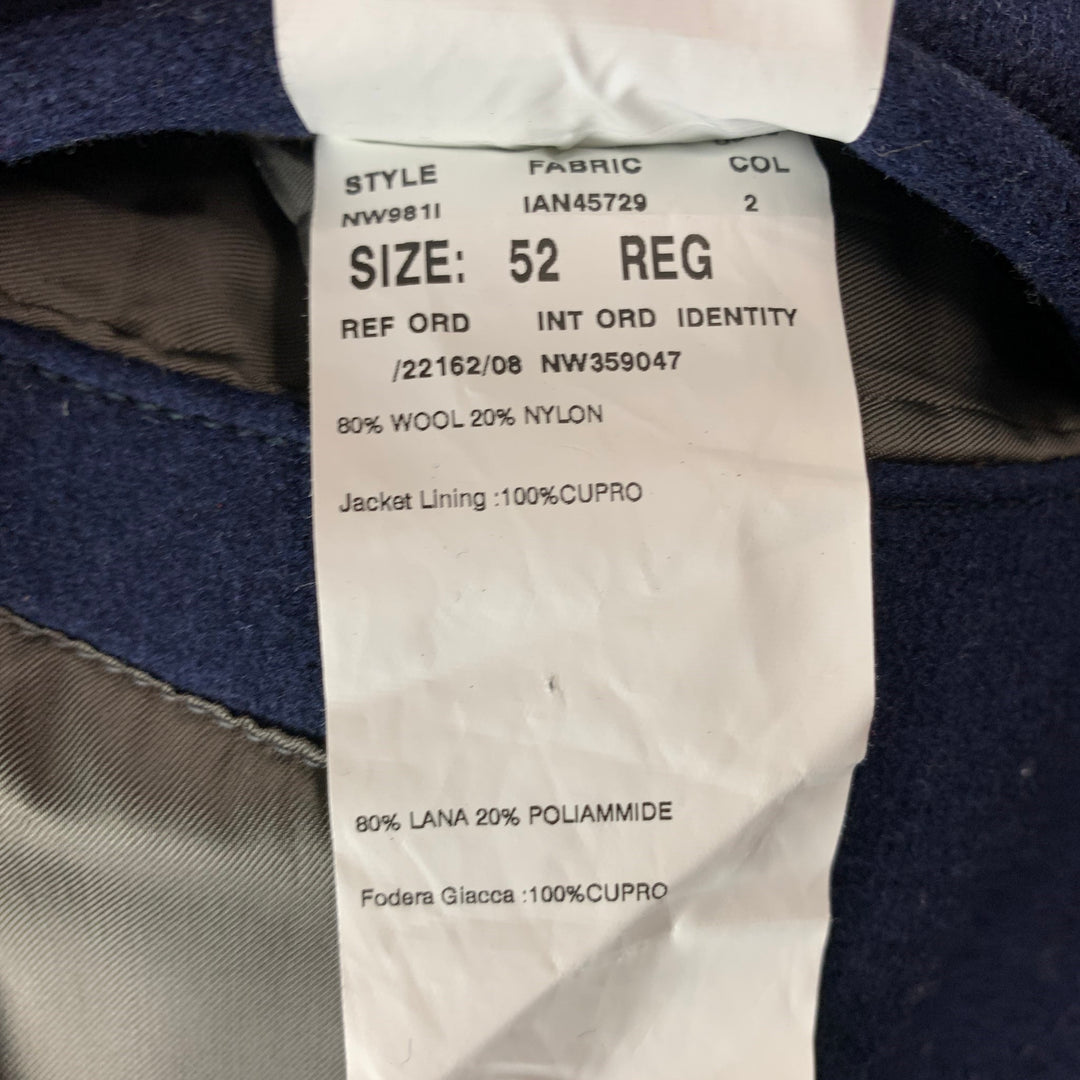 STYLE FABRIC COL
NW981I IAN45729 2
SIZE: 52 REG
REF ORD INT ORD IDENTITY
/22162/08 NW359047
80% WOOL 20% NYLON
Jacket Lining :100%CUPRO
80% LANA 20% POLIAMMIDE
Fodera Giacca :100%CUPRO